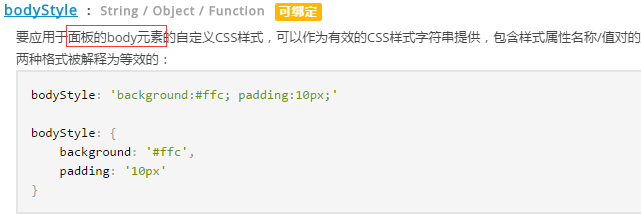 bodyStyle : String / Object / Function 可绑定
要应用于面板的body元素的自定义CSS样式，可以作为有效的CSS样式字符串提供，包含样式属性名称/值对的
两种格式被解释为等效的：
bodyStyle: 'background:#ffc; padding:10px;'
bodyStyle: {
    background: '#ffc',
    padding: '10px'
}